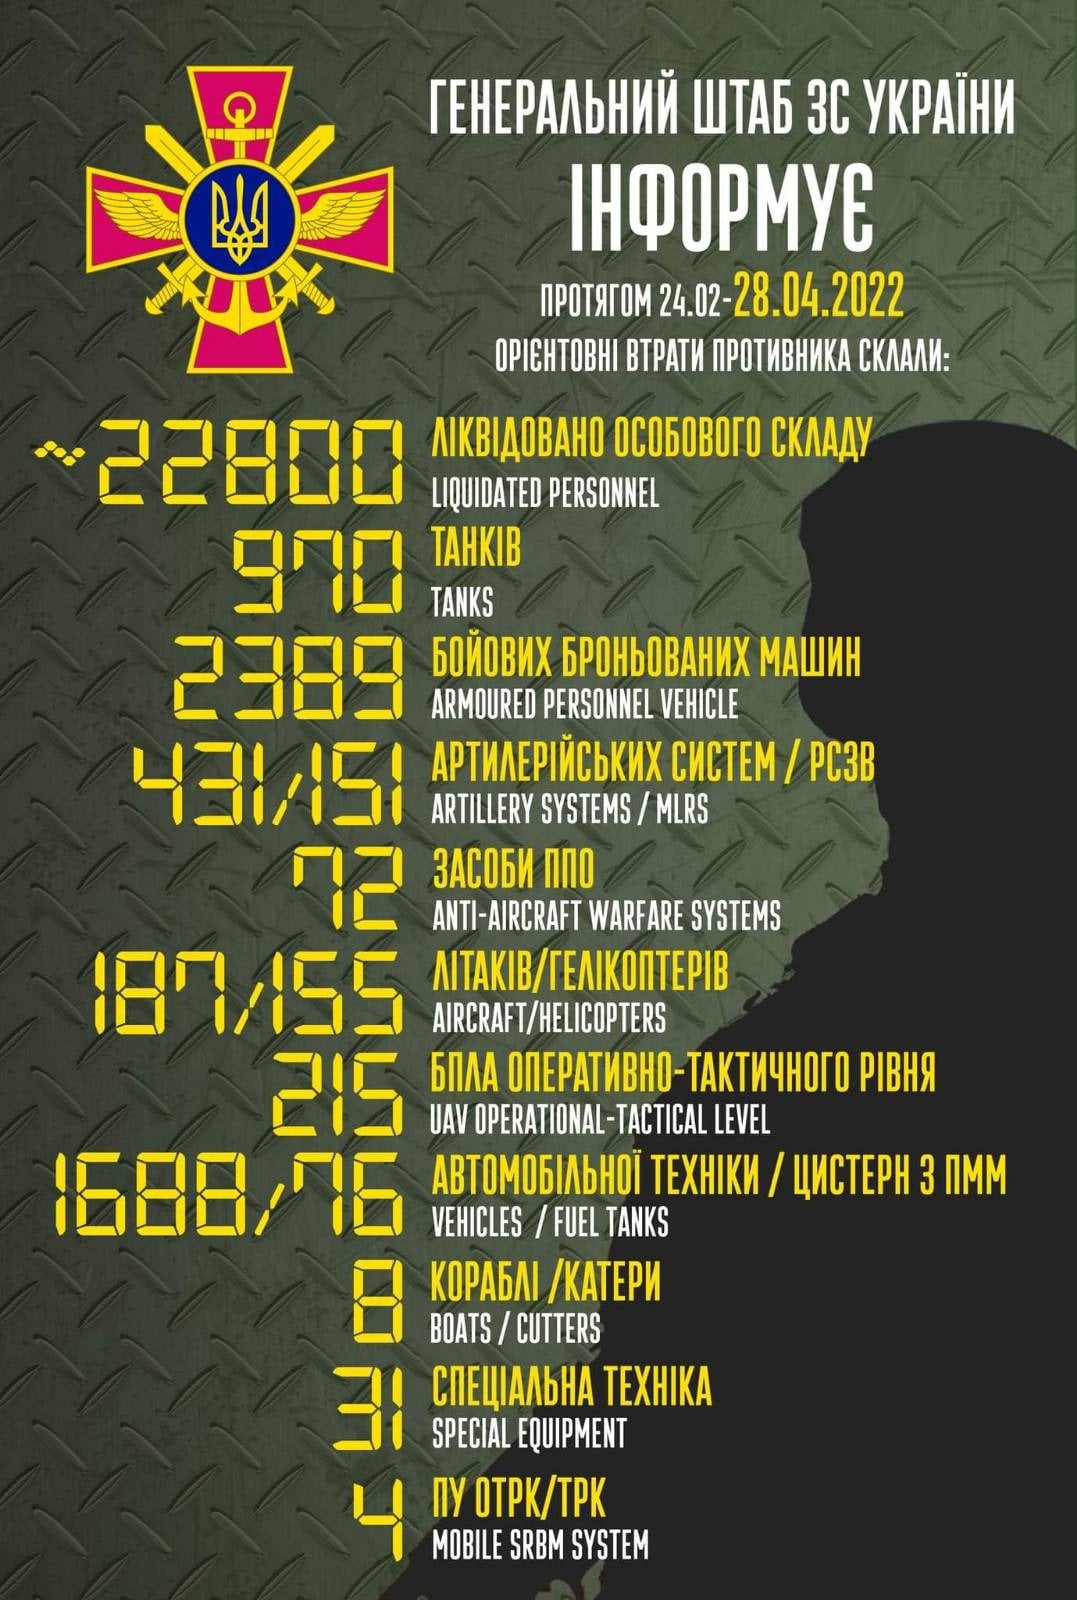 ГЕНЕРАЛЬНИЙ ШТАБ ЗС УКРАЇНИ
ІНФОРМУЄ
ПРОТЯГОМ 24.02-28.04.2022
ОРІЄНТОВНІ ВТРАТИ ПРОТИВНИКА СКЛАЛИ:
~22800 ЛІКВІДОВАНО ОСОБОВОГО СКЛАДУ
LIQUIDATED PERSONNEL
970 ТАНКІВ
TANKS
2389 БОЙОВИХ БРОНЬОВАНИХ МАШИН
ARMOURED PERSONNEL VEHICLE
431/151 АРТИЛЕРІЙСЬКИХ СИСТЕМ / РСЗВ
ARTILLERY SYSTEMS / MLRS
72 ЗАСОБИ ППО
ANTI-AIRCRAFT WARFARE SYSTEMS
187/155 ЛІТАКІВ/ГЕЛІКОПТЕРІВ
AIRCRAFT/HELICOPTERS
215 БПЛА ОПЕРАТИВНО-ТАКТИЧНОГО РІВНЯ
UAV OPERATIONAL-TACTICAL LEVEL
1688/76 АВТОМОБІЛЬНОЇ ТЕХНІКИ / ЦИСТЕРН З ПММ
VEHICLES / FUEL TANKS
8 КОРАБЛІ /КАТЕРИ
BOATS / CUTTERS
31 СПЕЦІАЛЬНА ТЕХНІКА
SPECIAL EQUIPMENT
4 ПУ ОТРК/ТРК
MOBILE SRBM SYSTEM